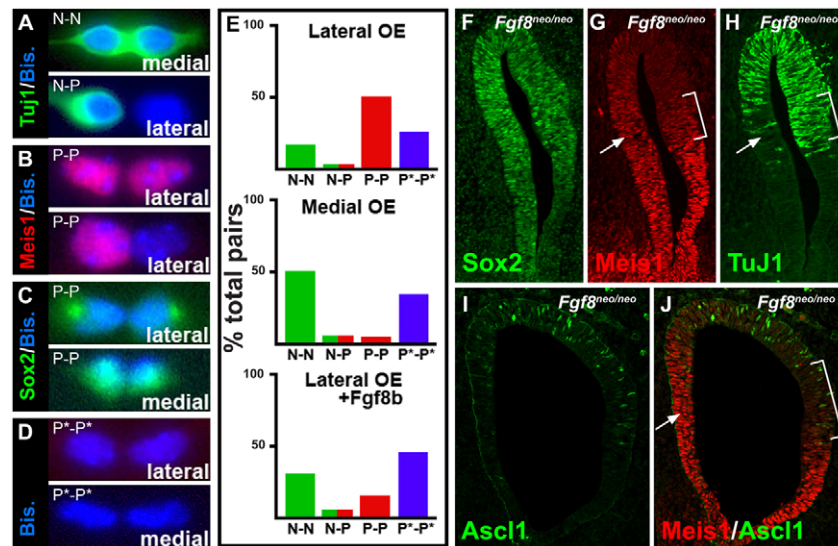 A
N-N
medial
N-P
lateral
Tuj1/Bis.
B
P-P
lateral
P-P
lateral
Meis1/Bis.
C
P-P
lateral
P-P
medial
Sox2/Bis.
D
P*-P*
lateral
P*-P*
medial
Bis.
E
% total pairs
Lateral OE
100
50
N-N N-P P-P P*-P*
Medial OE
100
50
N-N N-P P-P P*-P*
Lateral OE
+Fgf8b
100
50
N-N N-P P-P P*-P*
F
Fgf8neo/neo
Sox2
G
Fgf8neo/neo
Meis1
H
Fgf8neo/neo
TuJ1
I
Fgf8neo/neo
Ascl1
J
Fgf8neo/neo
Meis1/Ascl1